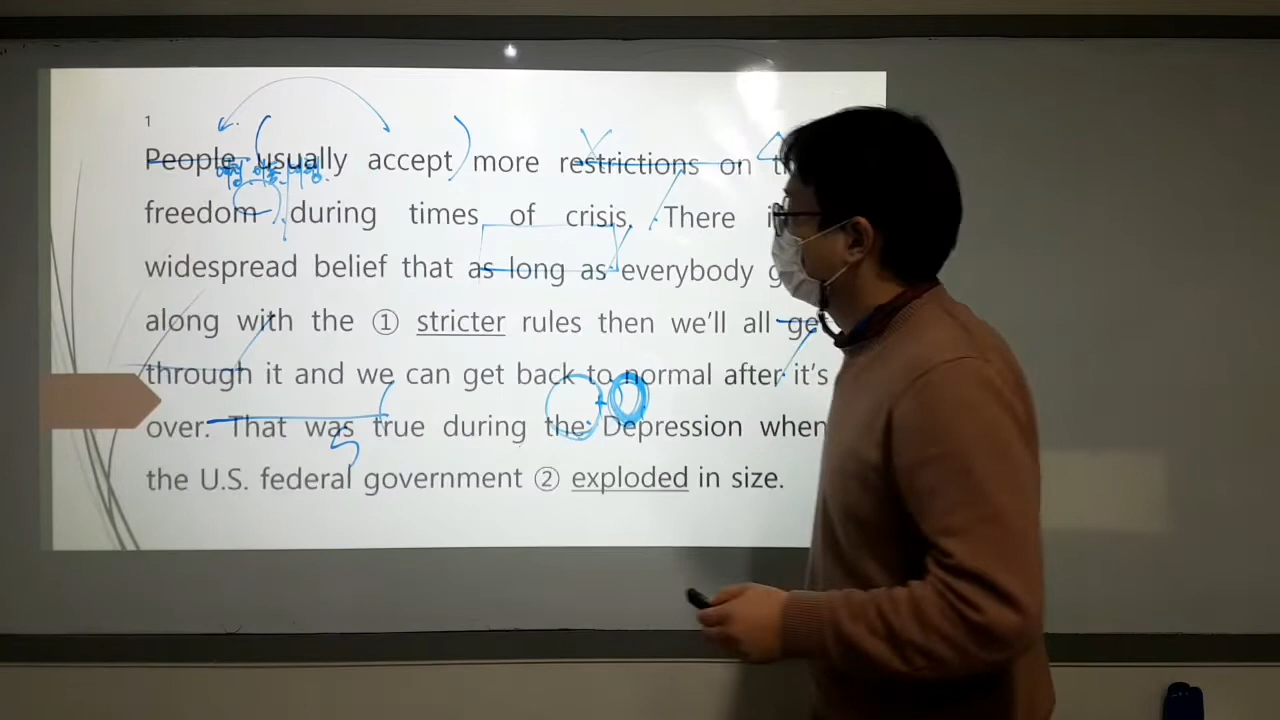 1
People usually accept more restrictions on
freedom during times of crisis. There
widespread belief that as long as everybody
along with the ① stricter rules then we'll all get
through it and we can get back to normal after it's
over. That was true during the Depression when
the U.S. federal government ② exploded in size.